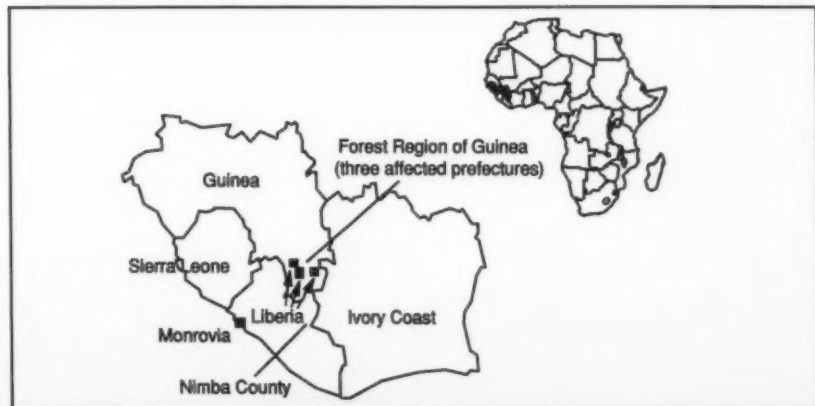 Forest Region of Guinea
(three affected prefectures)
Guinea
Sierra Leone
Liberia
Ivory Coast
Monrovia
Nimba County